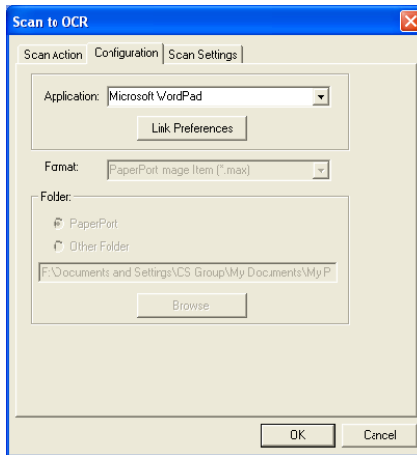 Scan to OCR
Scan Action Configuration Scan Settings
Application: Microsoft WordPad
Link Preferences
Format: PaperPort mage Item (*.max)
Folder:
PaperPort
Other Folder
F:\Documents and Settings\CS Group\My Documents\My P
Browse
OK Cancel